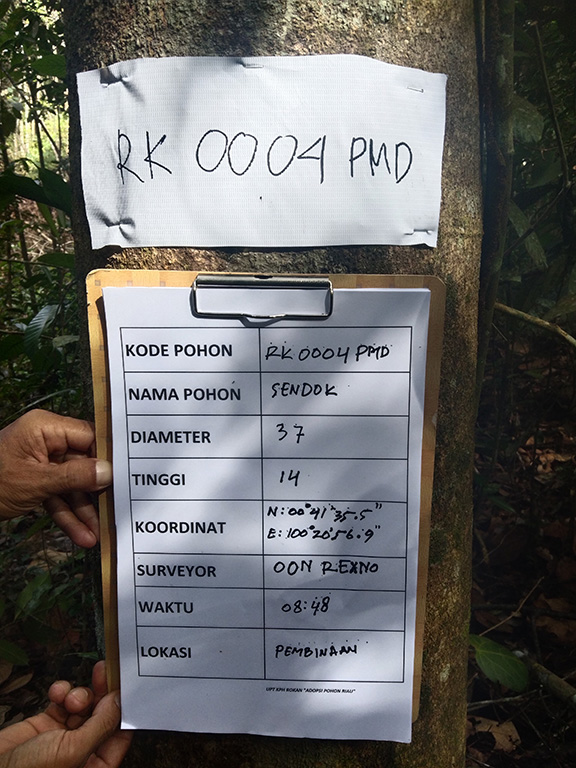 RK 0004 PMD
KODE POHON RK 0004 PMD
NAMA POHON SENDOK
DIAMETER 37
TINGGI 14
KOORDINAT N: 00° 41' 35.5"
E: 100° 20' 56.9"
SURVEYOR OON REXNO
WAKTU 08:48
LOKASI PEMBINAAN
UPT KPH ROKAN "ADOPSI POHON RIAU"